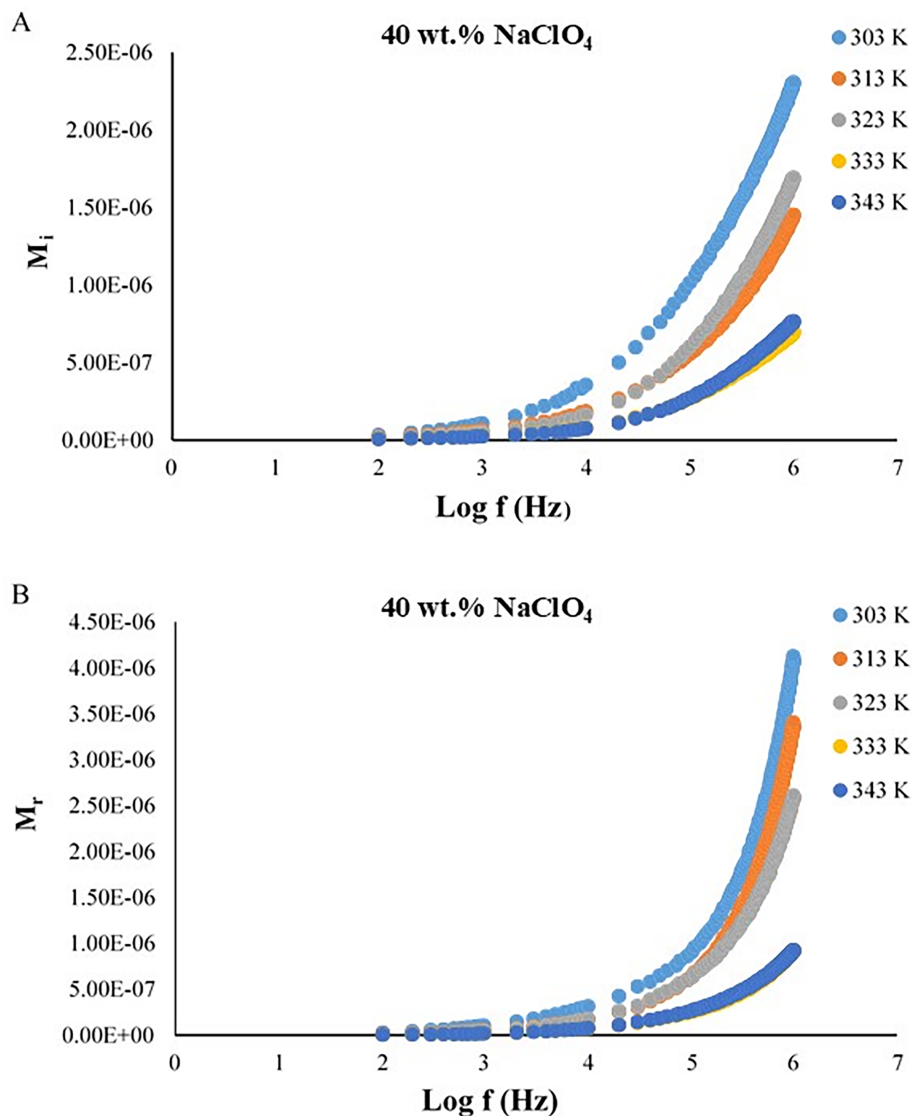 A
40 wt.% NaClO₄
2.50E-06
2.00E-06
1.50E-06
1.00E-06
5.00E-07
0.00E+00
Mᵢ
0 1 2 3 4 5 6 7
Log f (Hz)
303 K
313 K
323 K
333 K
343 K
B
40 wt.% NaClO₄
4.50E-06
4.00E-06
3.50E-06
3.00E-06
2.50E-06
2.00E-06
1.50E-06
1.00E-06
5.00E-07
0.00E+00
Mᵣ
0 1 2 3 4 5 6 7
Log f (Hz)
303 K
313 K
323 K
333 K
343 K